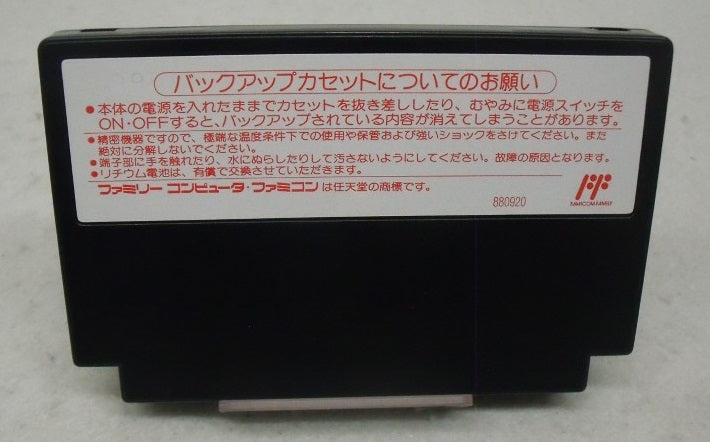 バックアップカセットについてのお願い
●本体の電源を入れたままでカセットを抜き差ししたり、むやみに電源スイッチを
ON・OFFすると、バックアップされている内容が消えてしまうことがあります。
●精密機器ですので、極端な温度条件下での使用や保管および強いショックをさけてください。また
絶対に分解しないでください。
●端子部に手を触れたり、水にぬらしたりして汚さないようにしてください。故障の原因となります。
●リチウム電池は、有償で交換させていただきます。
ファミリー コンピュータ・ファミコンは任天堂の商標です。
880920
FAMICOM FAMILY